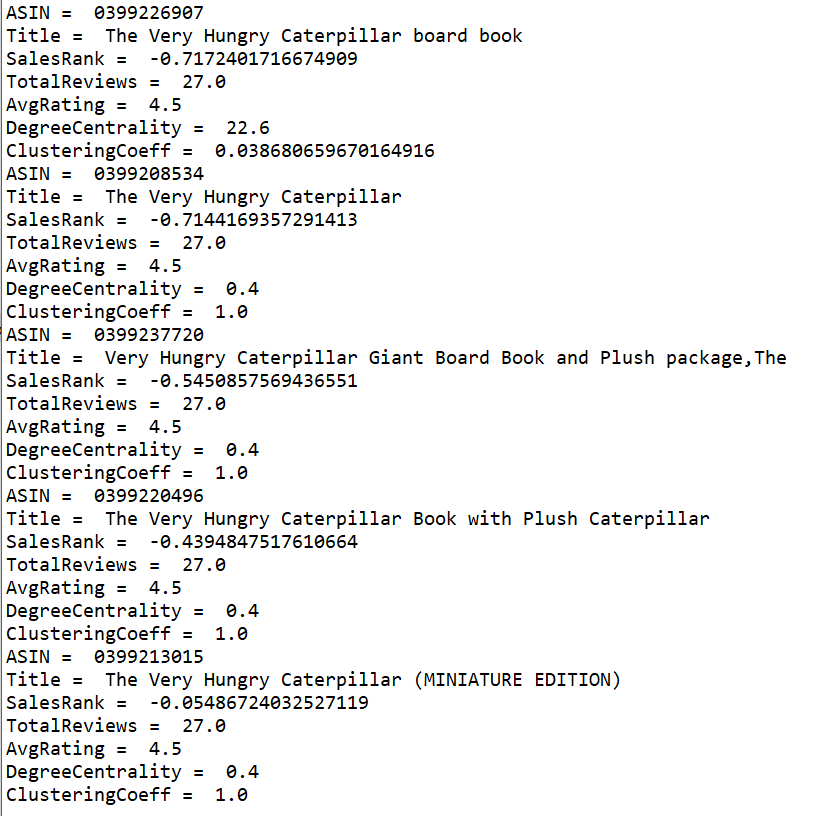 ASIN =  0399226907
Title =  The Very Hungry Caterpillar board book
SalesRank =  -0.7172401716674909
TotalReviews =  27.0
AvgRating =  4.5
DegreeCentrality =  22.6
ClusteringCoeff =  0.038680659670164916
ASIN =  0399208534
Title =  The Very Hungry Caterpillar
SalesRank =  -0.7144169357291413
TotalReviews =  27.0
AvgRating =  4.5
DegreeCentrality =  0.4
ClusteringCoeff =  1.0
ASIN =  0399237720
Title =  Very Hungry Caterpillar Giant Board Book and Plush package,The
SalesRank =  -0.5450857569436551
TotalReviews =  27.0
AvgRating =  4.5
DegreeCentrality =  0.4
ClusteringCoeff =  1.0
ASIN =  0399220496
Title =  The Very Hungry Caterpillar Book with Plush Caterpillar
SalesRank =  -0.4394847517610664
TotalReviews =  27.0
AvgRating =  4.5
DegreeCentrality =  0.4
ClusteringCoeff =  1.0
ASIN =  0399213015
Title =  The Very Hungry Caterpillar (MINIATURE EDITION)
SalesRank =  -0.05486724032527119
TotalReviews =  27.0
AvgRating =  4.5
DegreeCentrality =  0.4
ClusteringCoeff =  1.0